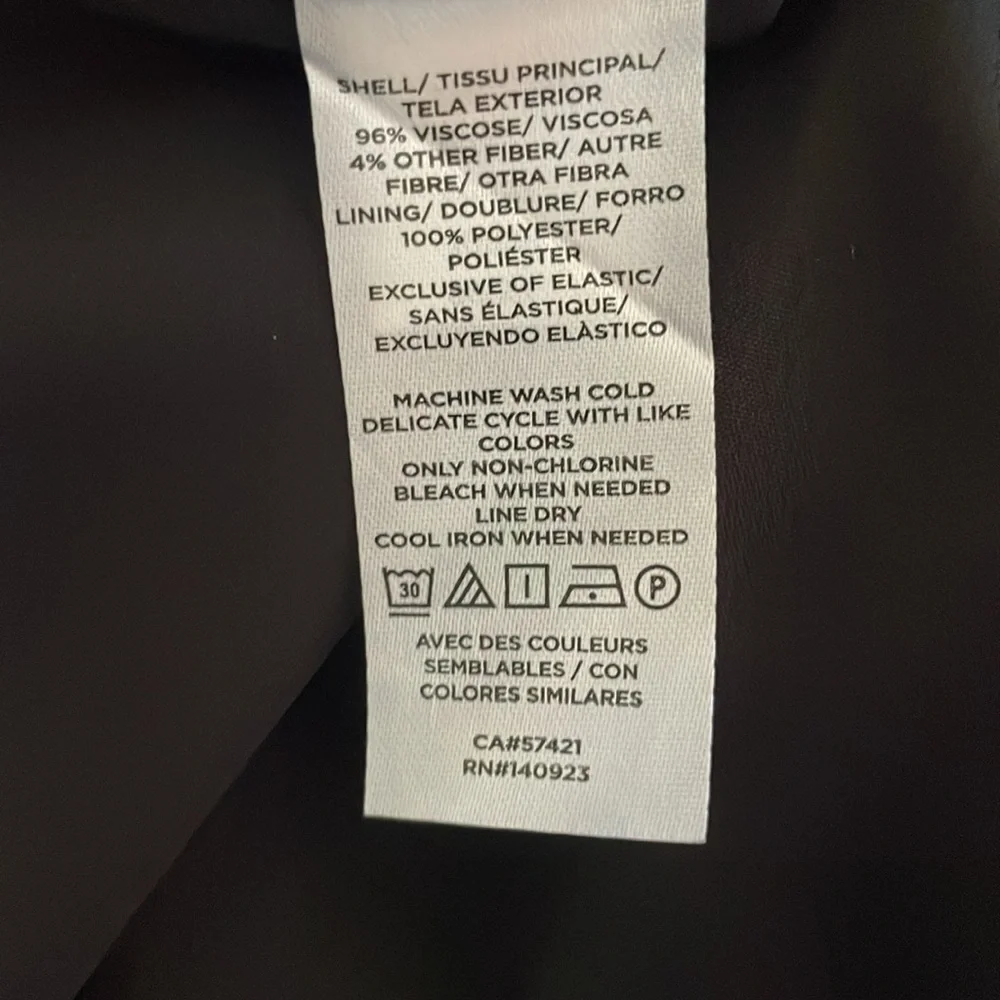 SHELL/ TISSU PRINCIPAL/
TELA EXTERIOR
96% VISCOSE/ VISCOSA
4% OTHER FIBER/ AUTRE
FIBRE/ OTRA FIBRA
LINING/ DOUBLURE/ FORRO
100% POLYESTER/
POLIÉSTER
EXCLUSIVE OF ELASTIC/
SANS ÉLASTIQUE/
EXCLUYENDO ELÀSTICO
MACHINE WASH COLD
DELICATE CYCLE WITH LIKE
COLORS
ONLY NON-CHLORINE
BLEACH WHEN NEEDED
LINE DRY
COOL IRON WHEN NEEDED
30 P
AVEC DES COULEURS
SEMBLABLES / CON
COLORES SIMILARES
CA#57421
RN#140923